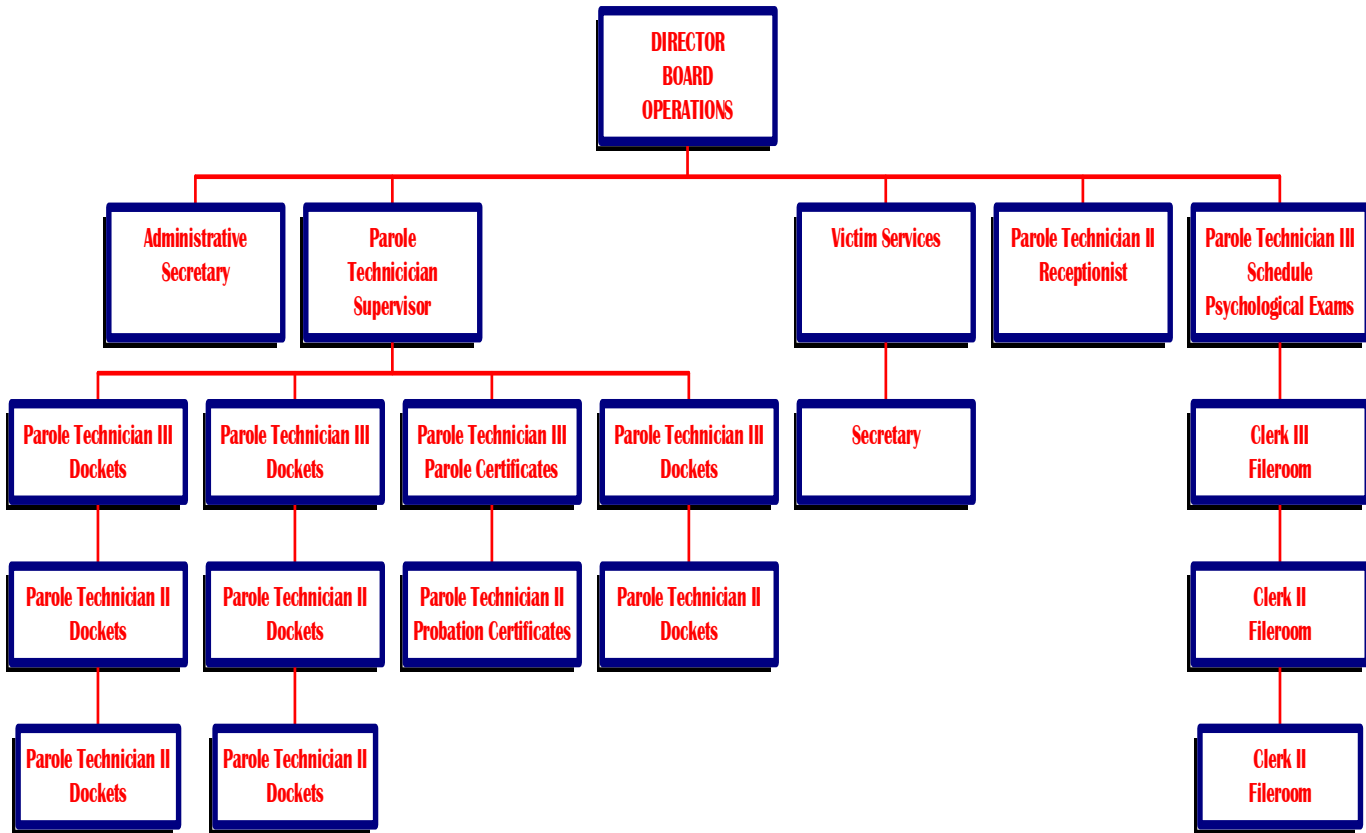 DIRECTOR
BOARD
OPERATIONS
Administrative
Secretary
Parole
Technicician
Supervisor
Victim Services
Parole Technician II
Receptionist
Parole Technician III
Schedule
Psychological Exams
Parole Technician III
Dockets
Parole Technician III
Dockets
Parole Technician III
Parole Certificates
Parole Technician III
Dockets
Secretary
Clerk III
Fileroom
Parole Technician II
Dockets
Parole Technician II
Dockets
Parole Technician II
Probation Certificates
Parole Technician II
Dockets
Clerk II
Fileroom
Parole Technician II
Dockets
Parole Technician II
Dockets
Clerk II
Fileroom